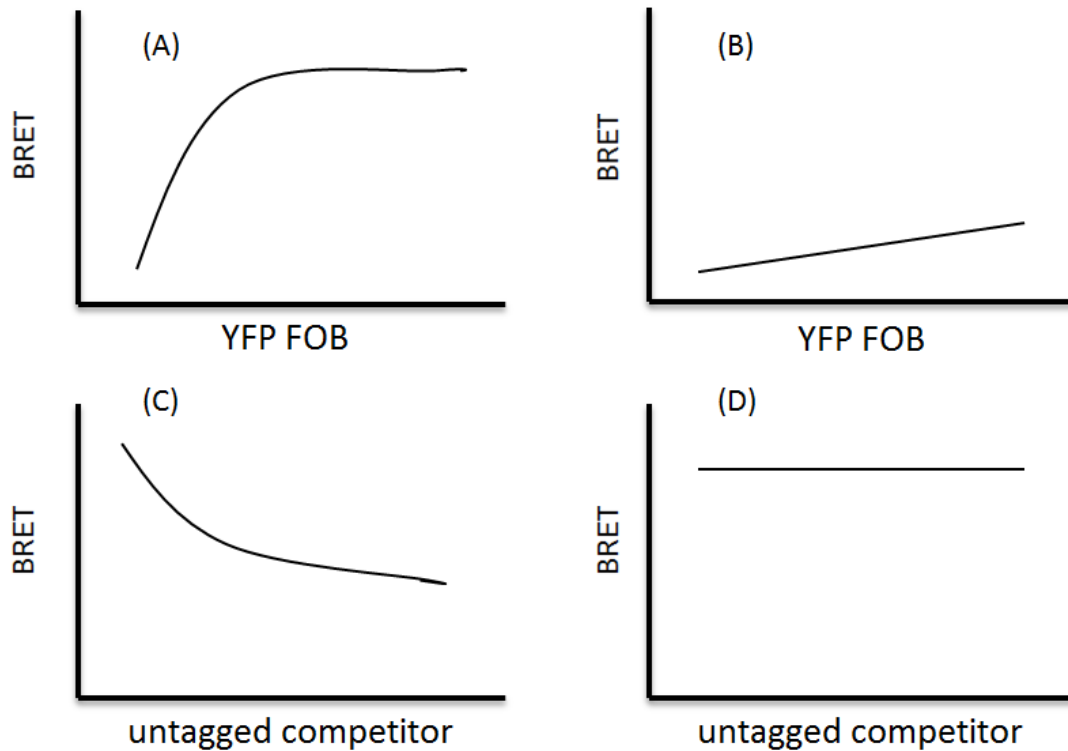 (A)
BRET
YFP FOB
(B)
BRET
YFP FOB
(C)
BRET
untagged competitor
(D)
BRET
untagged competitor